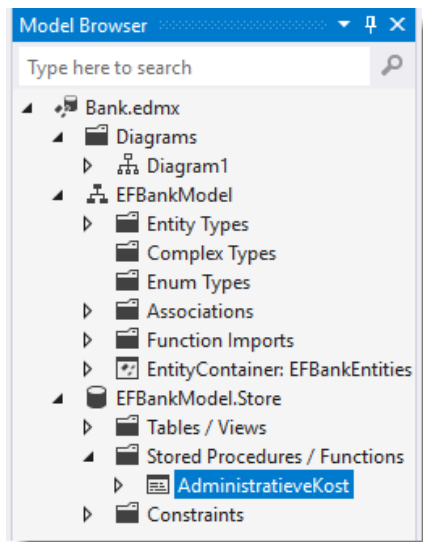 Model Browser
Type here to search
Bank.edmx
Diagrams
Diagram1
EFBankModel
Entity Types
Complex Types
Enum Types
Associations
Function Imports
EntityContainer: EFBankEntities
EFBankModel.Store
Tables / Views
Stored Procedures / Functions
AdministratieveKost
Constraints